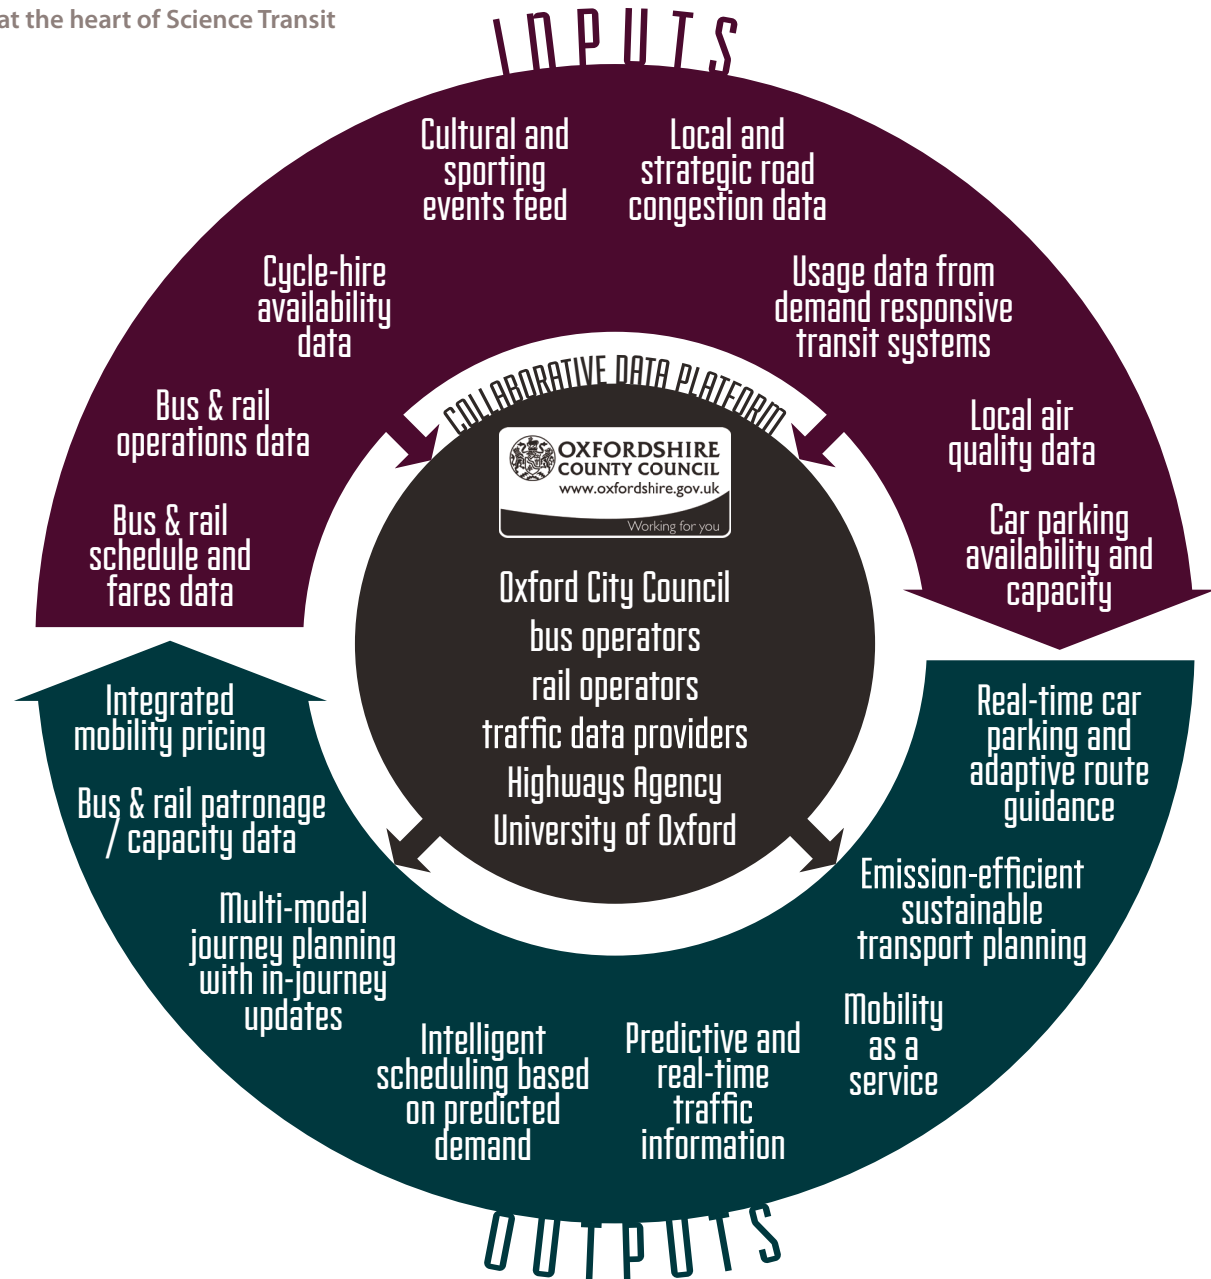 at the heart of Science Transit
INPUTS
Cultural and
sporting
events feed
Local and
strategic road
congestion data
Cycle-hire
availability
data
Usage data from
demand responsive
transit systems
Bus & rail
operations data
Local air
quality data
Bus & rail
schedule and
fares data
Car parking
availability and
capacity
COLLABORATIVE DATA PLATFORM
OXFORDSHIRE
COUNTY COUNCIL
www.oxfordshire.gov.uk
Working for you
Oxford City Council
bus operators
rail operators
traffic data providers
Highways Agency
University of Oxford
Integrated
mobility pricing
Real-time car
parking and
adaptive route
guidance
Bus & rail patronage
/ capacity data
Emission-efficient
sustainable
transport planning
Multi-modal
journey planning
with in-journey
updates
Mobility
as a
service
Intelligent
scheduling based
on predicted
demand
Predictive and
real-time
traffic
information
OUTPUTS